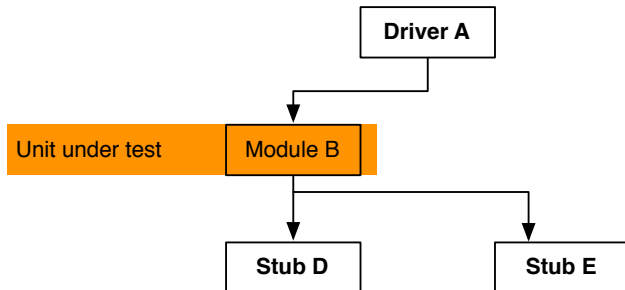 Driver A
Unit under test
Module B
Stub D
Stub E